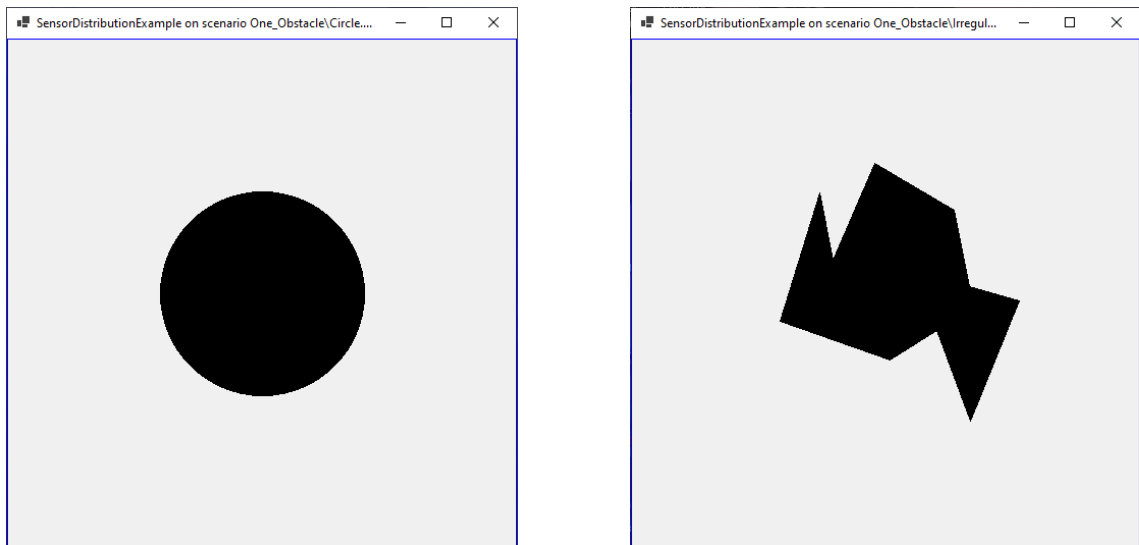 SensorDistributionExample on scenario One_Obstacle\Circle....
SensorDistributionExample on scenario One_Obstacle\Irregul...